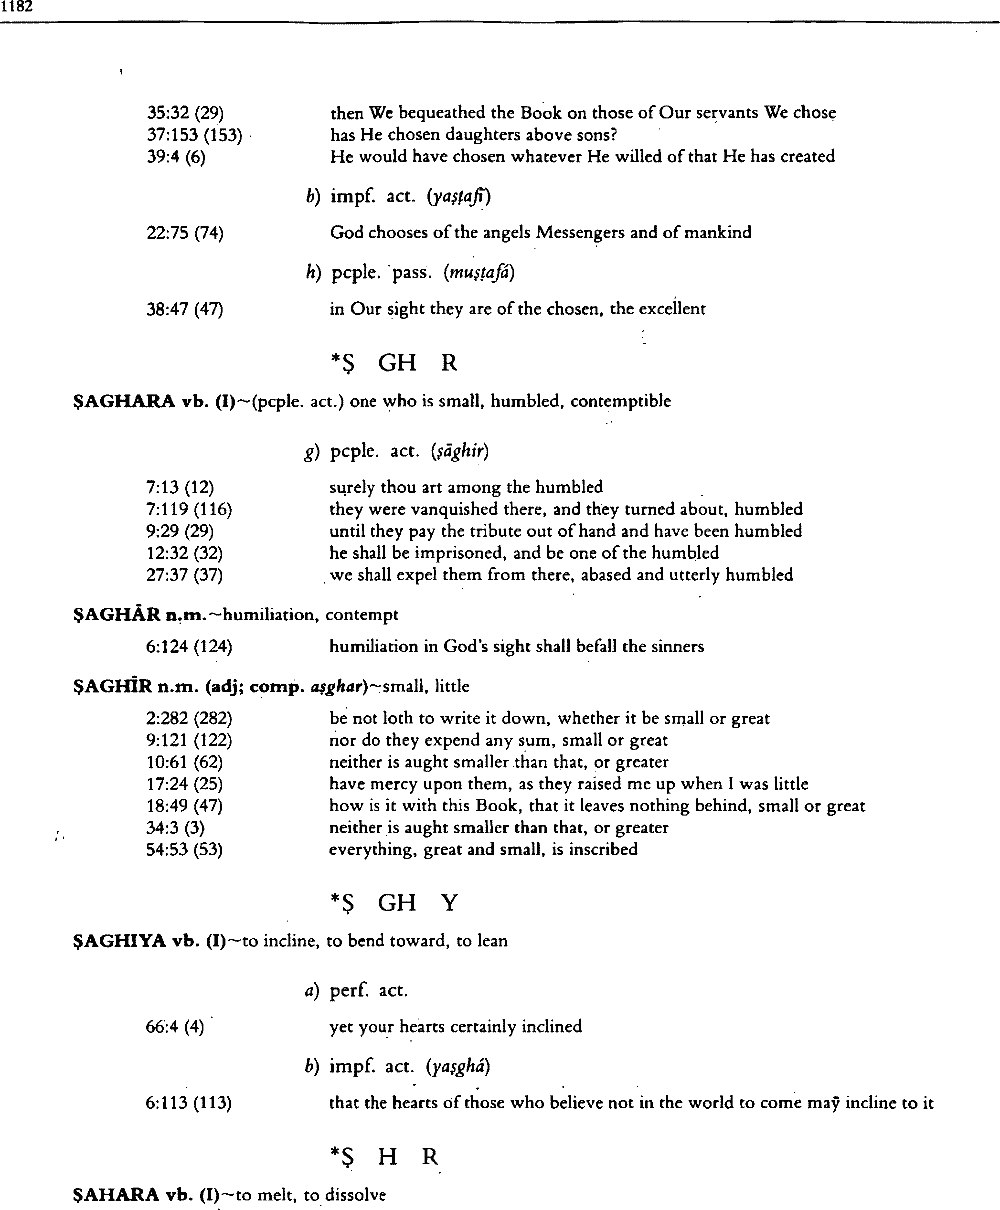 1182
35:32 (29) then We bequeathed the Book on those of Our servants We chose
37:153 (153) has He chosen daughters above sons?
39:4 (6) He would have chosen whatever He willed of that He has created
b) impf. act. (yaṣṭafī)
22:75 (74) God chooses of the angels Messengers and of mankind
h) pcple. pass. (muṣṭafá)
38:47 (47) in Our sight they are of the chosen, the excellent
*Ṣ GH R
ṢAGHARA vb. (I)~(pcple. act.) one who is small, humbled, contemptible
g) pcple. act. (ṣāghir)
7:13 (12) surely thou art among the humbled
7:119 (116) they were vanquished there, and they turned about, humbled
9:29 (29) until they pay the tribute out of hand and have been humbled
12:32 (32) he shall be imprisoned, and be one of the humbled
27:37 (37) we shall expel them from there, abased and utterly humbled
ṢAGHĀR n.m.~humiliation, contempt
6:124 (124) humiliation in God's sight shall befall the sinners
ṢAGHĪR n.m. (adj; comp. aṣghar)~small, little
2:282 (282) be not loth to write it down, whether it be small or great
9:121 (122) nor do they expend any sum, small or great
10:61 (62) neither is aught smaller than that, or greater
17:24 (25) have mercy upon them, as they raised me up when I was little
18:49 (47) how is it with this Book, that it leaves nothing behind, small or great
34:3 (3) neither is aught smaller than that, or greater
54:53 (53) everything, great and small, is inscribed
*Ṣ GH Y
ṢAGHIYA vb. (I)~to incline, to bend toward, to lean
a) perf. act.
66:4 (4) yet your hearts certainly inclined
b) impf. act. (yaṣghá)
6:113 (113) that the hearts of those who believe not in the world to come may incline to it
*Ṣ H R
ṢAHARA vb. (I)~to melt, to dissolve